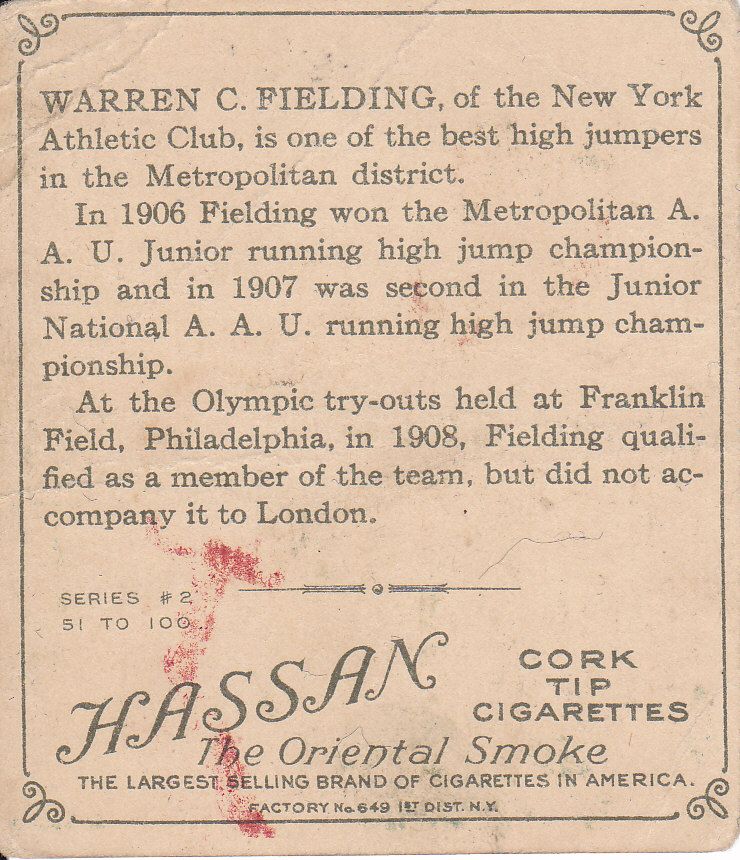 WARREN C. FIELDING, of the New York
Athletic Club, is one of the best high jumpers
in the Metropolitan district.
In 1906 Fielding won the Metropolitan A.
A. U. Junior running high jump champion-
ship and in 1907 was second in the Junior
National A. A. U. running high jump cham-
pionship.
At the Olympic try-outs held at Franklin
Field, Philadelphia, in 1908, Fielding quali-
fied as a member of the team, but did not ac-
company it to London.
SERIES #2
51 TO 100
HASSAN
CORK
TIP
CIGARETTES
The Oriental Smoke
THE LARGEST SELLING BRAND OF CIGARETTES IN AMERICA.
FACTORY No. 649 1ST DIST. N.Y.